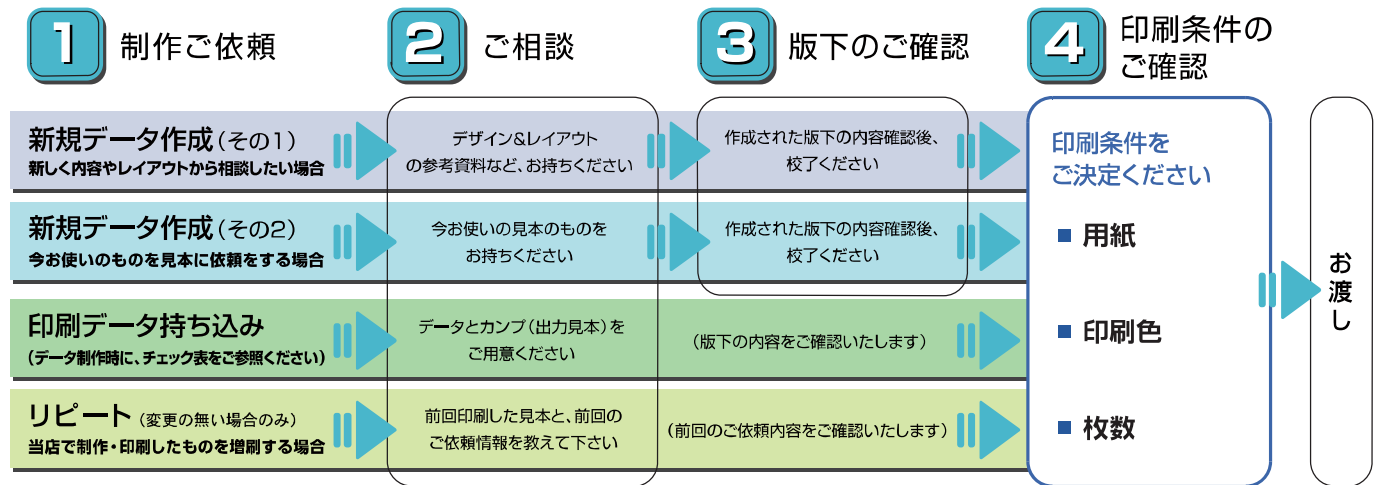 1 制作ご依頼
2 ご相談
3 版下のご確認
4 印刷条件の
ご確認
新規データ作成(その1)
新しく内容やレイアウトから相談したい場合
デザイン&レイアウト
の参考資料など、お持ちください
作成された版下の内容確認後、
校了ください
新規データ作成(その2)
今お使いのものを見本に依頼をする場合
今お使いの見本のものを
お持ちください
作成された版下の内容確認後、
校了ください
印刷データ持ち込み
(データ制作時に、チェック表をご参照ください)
データとカンプ(出力見本)を
ご用意ください
(版下の内容をご確認いたします)
リピート(変更の無い場合のみ)
当店で制作・印刷したものを増刷する場合
前回印刷した見本と、前回の
ご依頼情報を教えて下さい
(前回のご依頼内容をご確認いたします)
印刷条件を
ご決定ください
■ 用紙
■ 印刷色
■ 枚数
お渡し